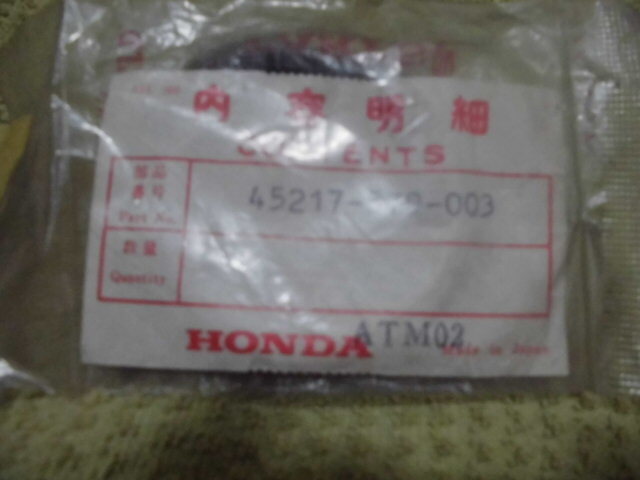 内容明細
CONTENTS
部品
番号
Part No.
45217-
-003
数量
Quantity
HONDA
ATM02
Made in Japan